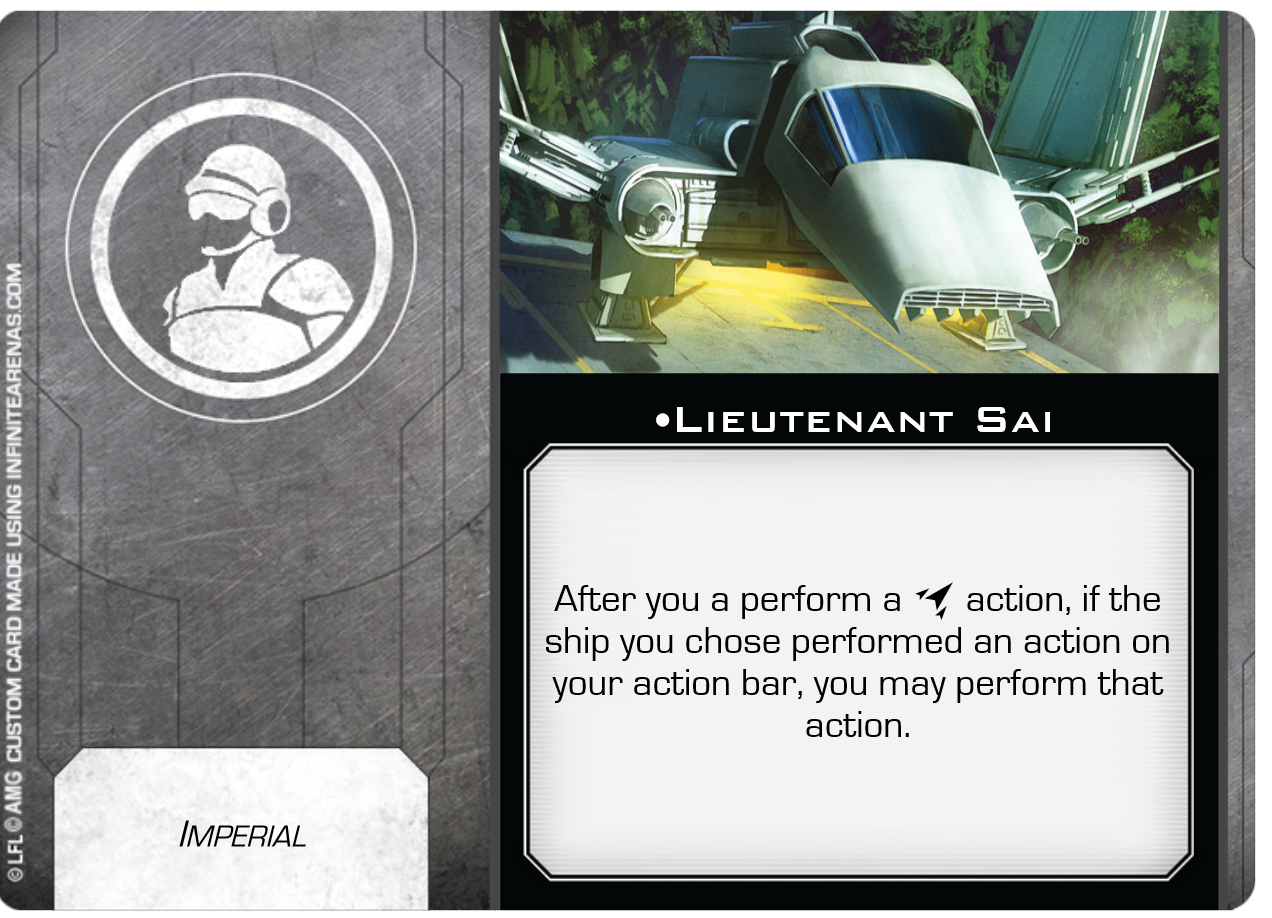 •Lieutenant Sai
After you a perform a action, if the
ship you chose performed an action on
your action bar, you may perform that
action.
Imperial
© LFL © AMG CUSTOM CARD MADE USING INFINITEARENAS.COM